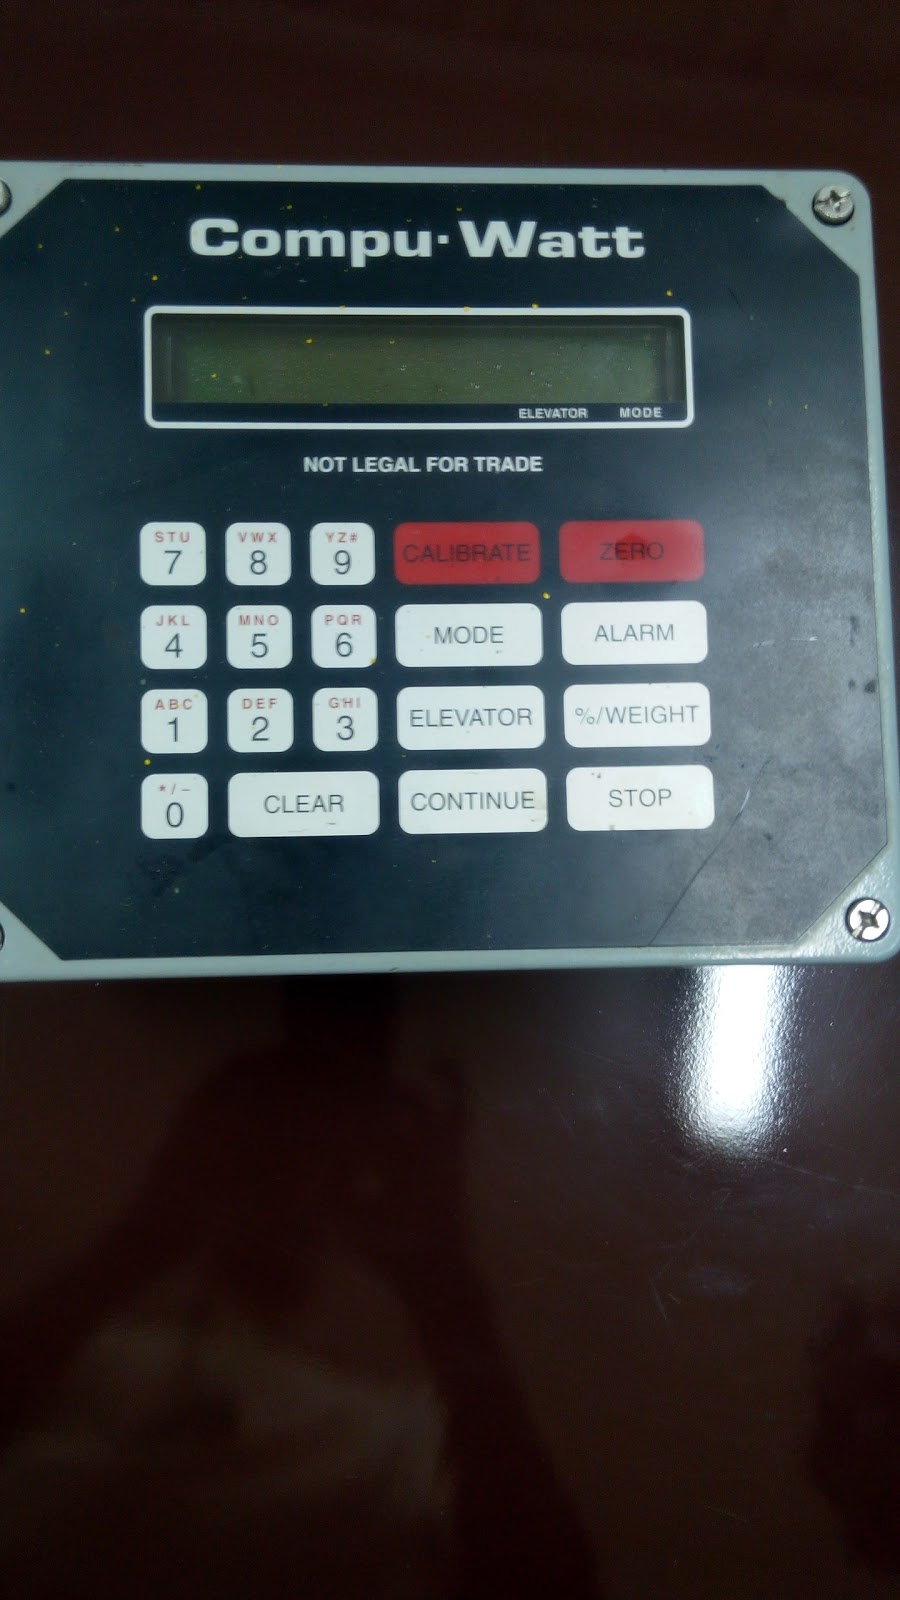 Compu·Watt
ELEVATOR MODE
NOT LEGAL FOR TRADE
STU VWX YZ#
7 8 9 CALIBRATE ZERO
JKL MNO PQR
4 5 6 MODE ALARM
ABC DEF GHI
1 2 3 ELEVATOR %/WEIGHT
*/-
0 CLEAR CONTINUE STOP